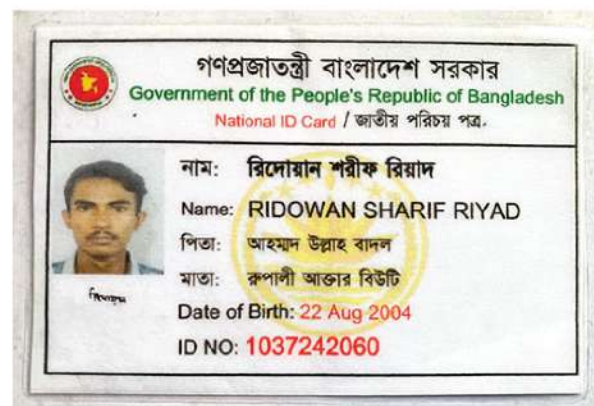 গণপ্রজাতন্ত্রী বাংলাদেশ সরকার
Government of the People's Republic of Bangladesh
National ID Card / জাতীয় পরিচয় পত্র.
নাম: রিদোয়ান শরীফ রিয়াদ
Name: RIDOWAN SHARIF RIYAD
পিতা: আহম্মদ উল্লাহ বাদল
মাতা: রুপালী আক্তার বিউটি
Date of Birth: 22 Aug 2004
ID NO: 1037242060